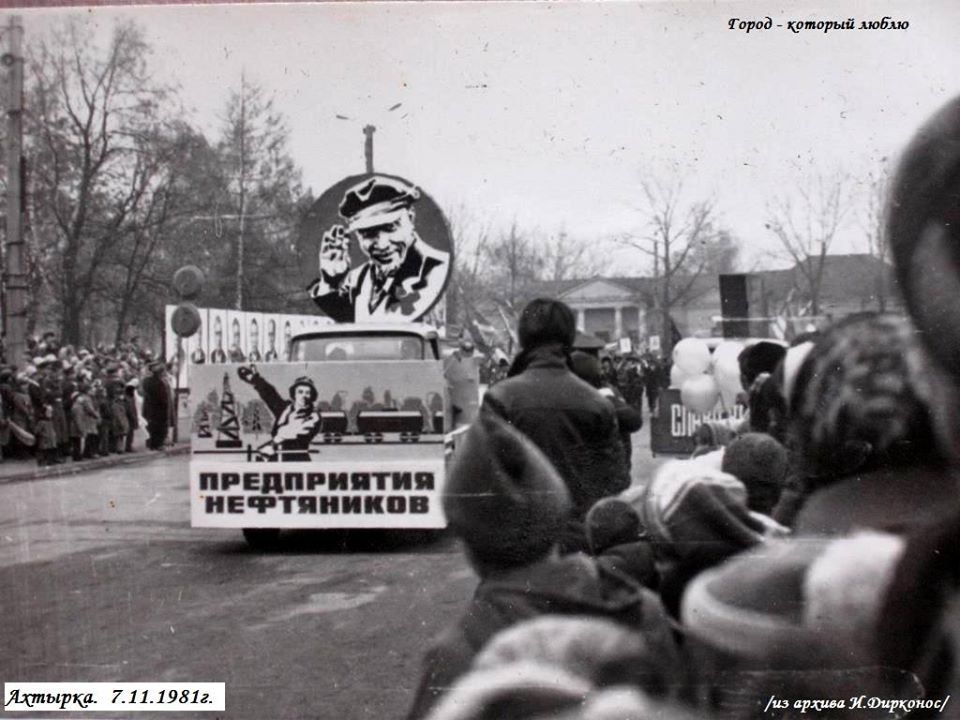 Город - который люблю
ПРЕДПРИЯТИЯ
НЕФТЯНИКОВ
Ахтырка. 7.11.1981г.
/из архива И.Дирконос/